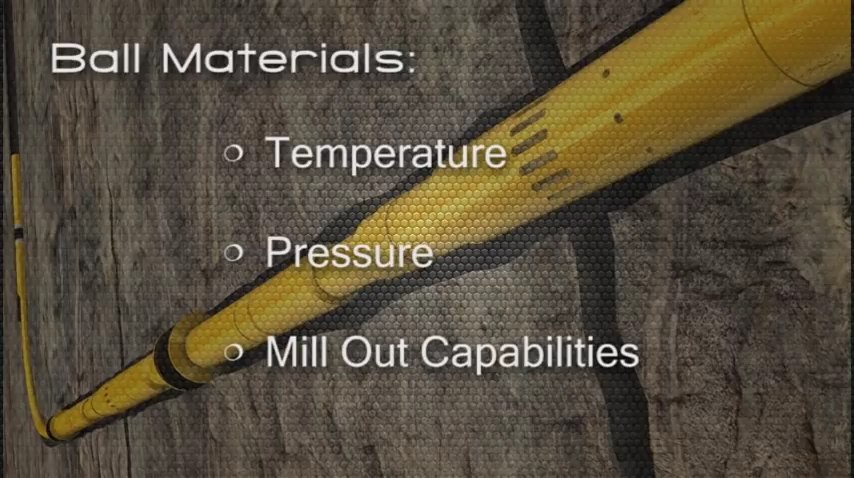 Ball Materials:
Temperature
Pressure
Mill Out Capabilities